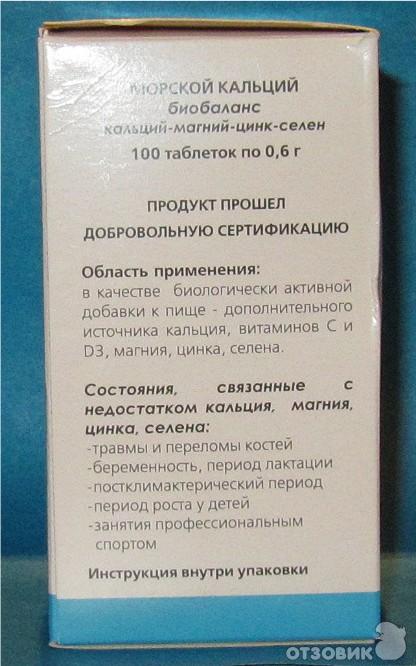 МОРСКОЙ КАЛЬЦИЙ
биобаланс
кальций-магний-цинк-селен
100 таблеток по 0,6 г
ПРОДУКТ ПРОШЕЛ
ДОБРОВОЛЬНУЮ СЕРТИФИКАЦИЮ
Область применения:
в качестве биологически активной
добавки к пище - дополнительного
источника кальция, витаминов С и
D3, магния, цинка, селена.
Состояния, связанные с
недостатком кальция, магния,
цинка, селена:
-травмы и переломы костей
-беременность, период лактации
-постклимактерический период
-период роста у детей
-занятия профессиональным
спортом
Инструкция внутри упаковки
ОТЗОВИК